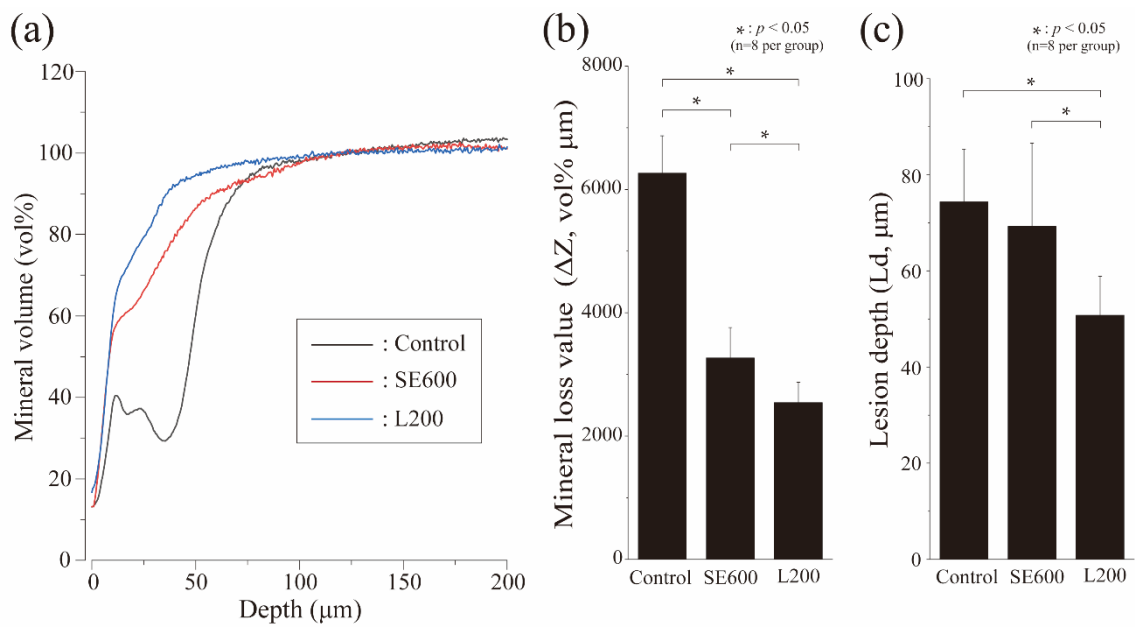 (a)
Mineral volume (vol%)
120
100
80
60
40
20
0
0
50
100
150
200
Depth (μm)
: Control
: SE600
: L200
(b)
* : p < 0.05
(n=8 per group)
Mineral loss value (ΔZ, vol% μm)
8000
6000
4000
2000
0
*
*
*
Control
SE600
L200
(c)
* : p < 0.05
(n=8 per group)
Lesion depth (Ld, μm)
100
80
60
40
20
0
*
*
Control
SE600
L200